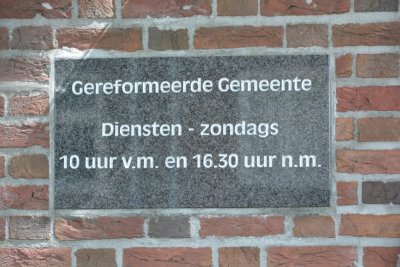 Gereformeerde Gemeente
Diensten - zondags
10 uur v.m. en 16.30 uur n.m.